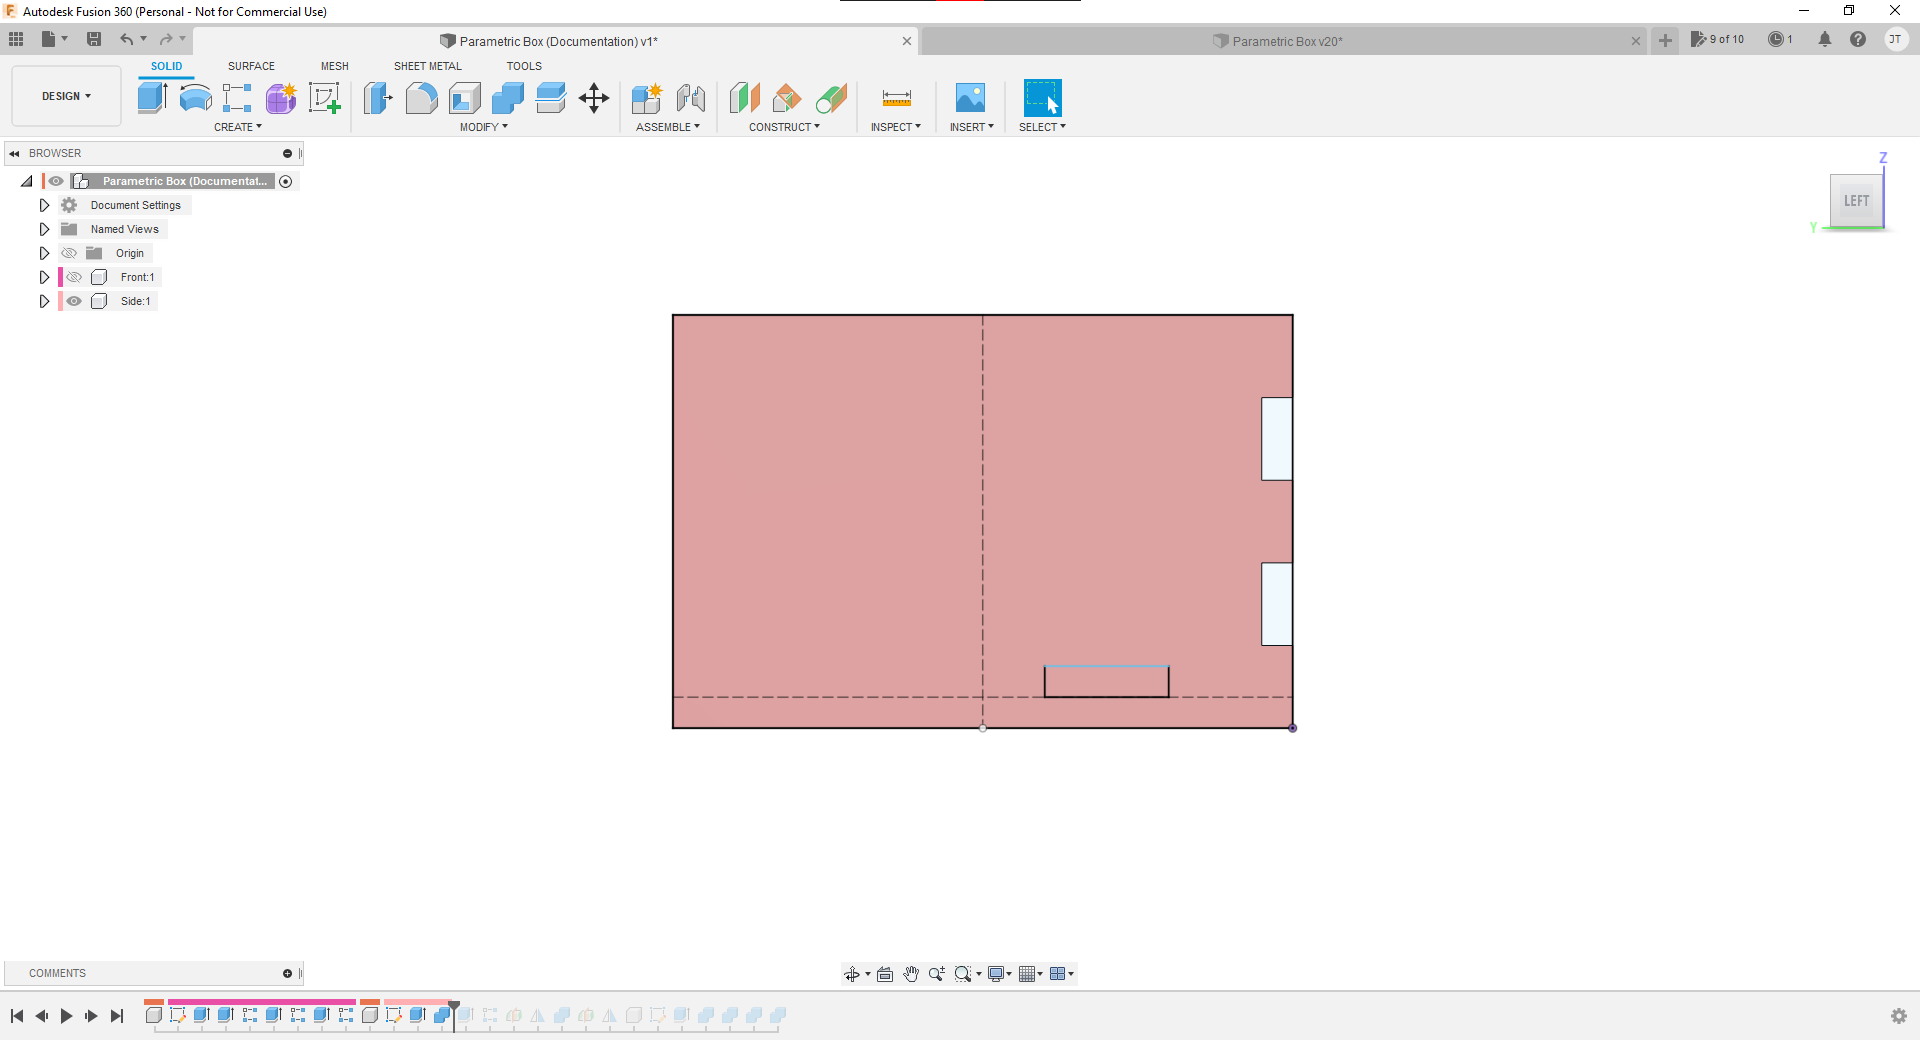 Autodesk Fusion 360 (Personal - Not for Commercial Use)
Parametric Box (Documentation) v1*
Parametric Box v20*
9 of 10
1
JT
DESIGN
SOLID
SURFACE
MESH
SHEET METAL
TOOLS
CREATE
MODIFY
ASSEMBLE
CONSTRUCT
INSPECT
INSERT
SELECT
BROWSER
Parametric Box (Documentat...
Document Settings
Named Views
Origin
Front:1
Side:1
Z
LEFT
Y
COMMENTS